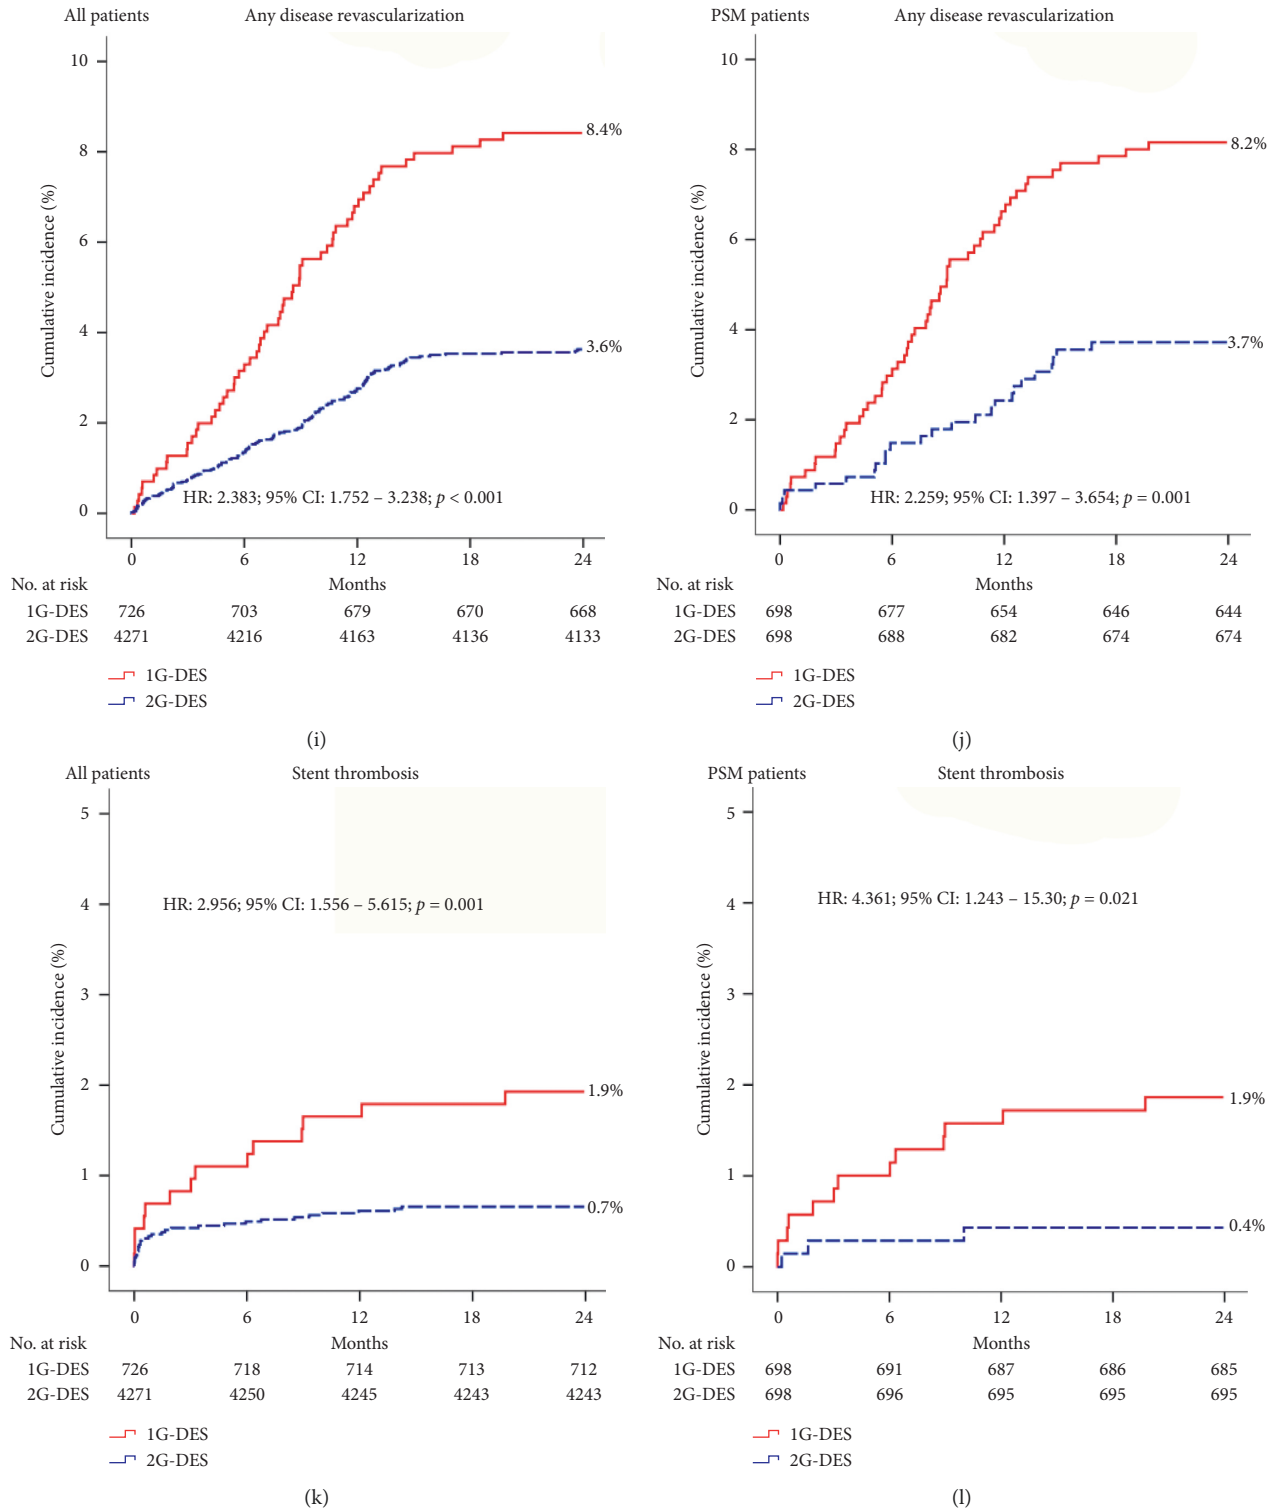 All patients Any disease revascularization
10
8
6
4
2
0
Cumulative incidence (%)
8.4%
3.6%
HR: 2.383; 95% CI: 1.752 – 3.238; p < 0.001
0 6 12 18 24
No. at risk Months
1G-DES 726 703 679 670 668
2G-DES 4271 4216 4163 4136 4133
1G-DES
2G-DES
(i)
PSM patients Any disease revascularization
10
8
6
4
2
0
Cumulative incidence (%)
8.2%
3.7%
HR: 2.259; 95% CI: 1.397 – 3.654; p = 0.001
0 6 12 18 24
No. at risk Months
1G-DES 698 677 654 646 644
2G-DES 698 688 682 674 674
1G-DES
2G-DES
(j)
All patients Stent thrombosis
5
4
3
2
1
0
Cumulative incidence (%)
HR: 2.956; 95% CI: 1.556 – 5.615; p = 0.001
1.9%
0.7%
0 6 12 18 24
No. at risk Months
1G-DES 726 718 714 713 712
2G-DES 4271 4250 4245 4243 4243
1G-DES
2G-DES
(k)
PSM patients Stent thrombosis
5
4
3
2
1
0
Cumulative incidence (%)
HR: 4.361; 95% CI: 1.243 – 15.30; p = 0.021
1.9%
0.4%
0 6 12 18 24
No. at risk Months
1G-DES 698 691 687 686 685
2G-DES 698 696 695 695 695
1G-DES
2G-DES
(l)